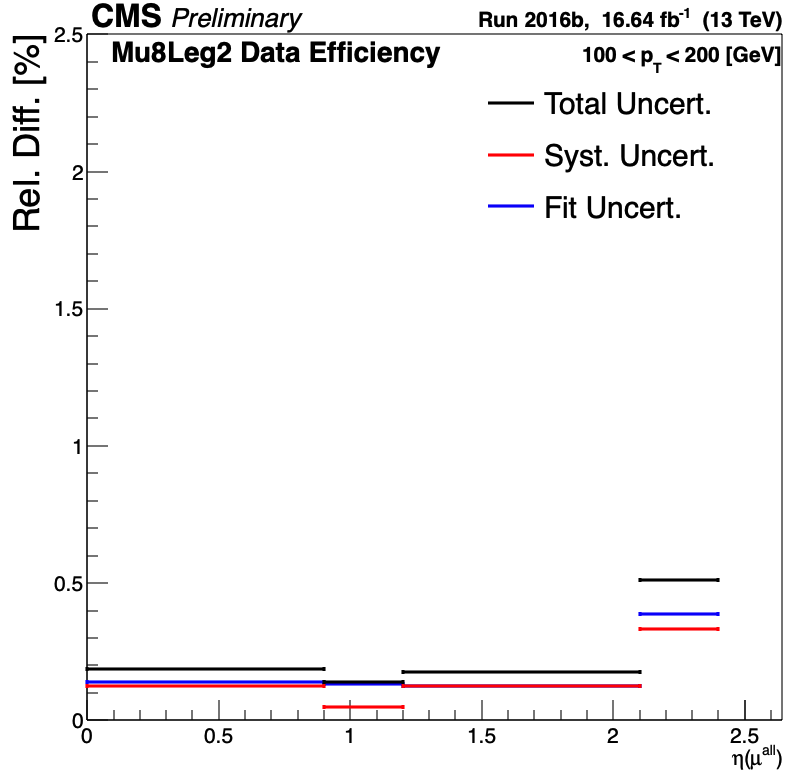 CMS Preliminary Run 2016b, 16.64 fb⁻¹ (13 TeV)
Mu8Leg2 Data Efficiency 100 < p_T < 200 [GeV]
Total Uncert.
Syst. Uncert.
Fit Uncert.
Rel. Diff. [%]
2.5
2
1.5
1
0.5
0
0 0.5 1 1.5 2 2.5
η(μ^all)